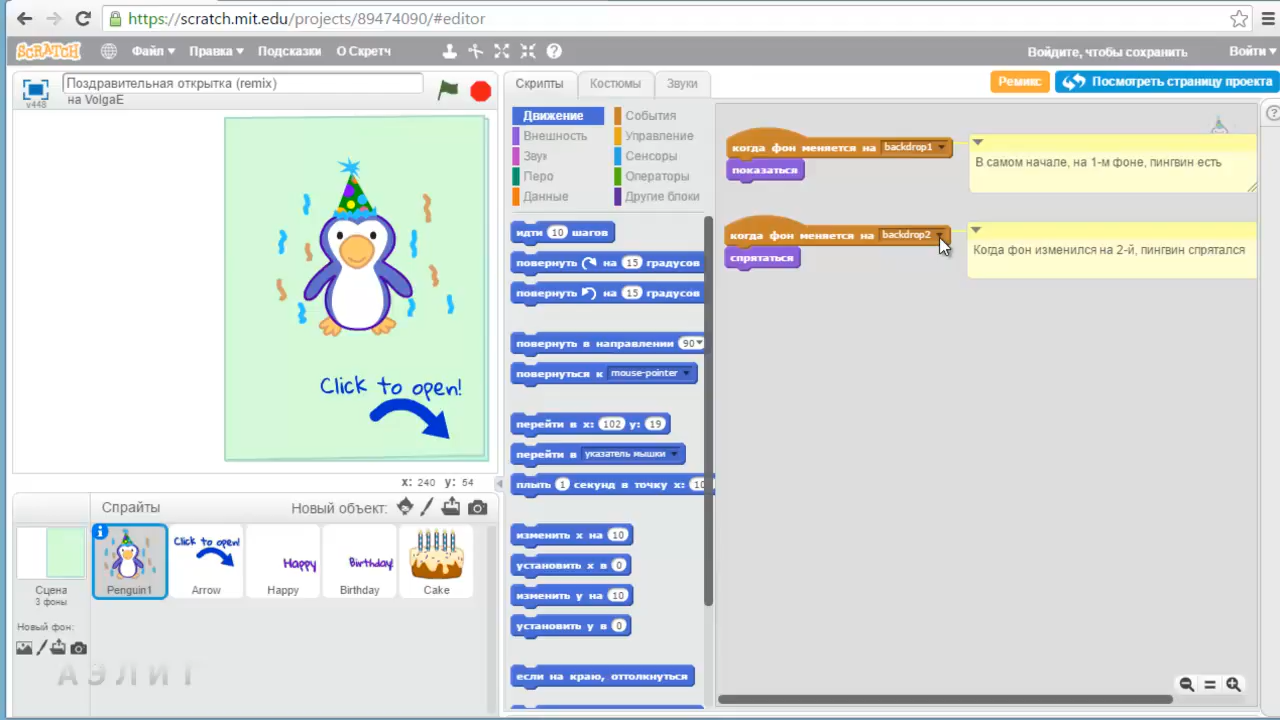 https://scratch.mit.edu/projects/89474090/#editor
SCRATCH Файл Правка Подсказки О Скретч Войдите, чтобы сохранить Войти
Поздравительная открытка (remix)
на VolgaE
v448
Скрипты Костюмы Звуки
Ремикс Посмотреть страницу проекта
Движение События
Внешность Управление
Звук Сенсоры
Перо Операторы
Данные Другие блоки
идти 10 шагов
повернуть на 15 градусов
повернуть на 15 градусов
повернуть в направлении 90
повернуться к mouse-pointer
перейти в x: 102 y: 19
перейти в указатель мышки
плыть 1 секунд в точку x: 10
изменить x на 10
установить x в 0
изменить y на 10
установить y в 0
если на краю, оттолкнуться
когда фон меняется на backdrop1
показаться
В самом начале, на 1-м фоне, пингвин есть
когда фон меняется на backdrop2
спрятаться
Когда фон изменился на 2-й, пингвин спрятался
Click to open!
x: 240 y: 54
Спрайты Новый объект:
Click to open!
Happy
Birthday!
Сцена
3 фоны
Penguin1 Arrow Happy Birthday Cake
Новый фон:
АЭЛИТ